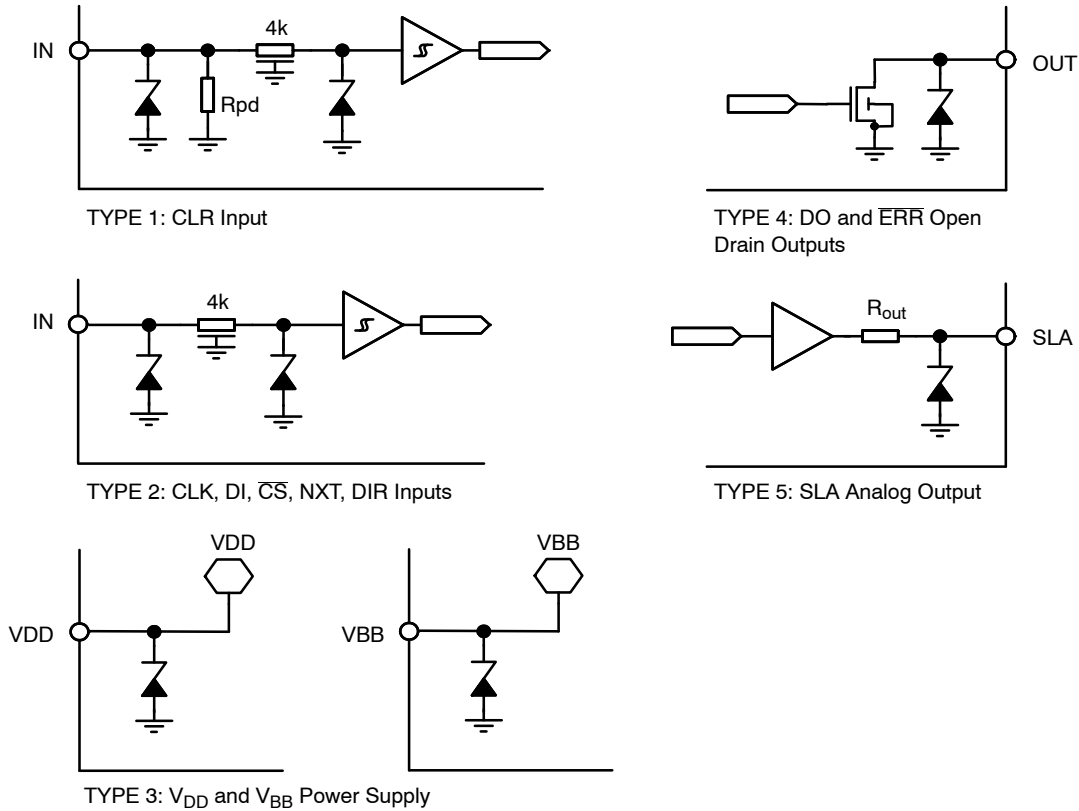 IN
4k
Rpd
TYPE 1: CLR Input
OUT
TYPE 4: DO and E̅R̅R̅ Open
Drain Outputs
IN
4k
TYPE 2: CLK, DI, C̅S̅, NXT, DIR Inputs
Rout
SLA
TYPE 5: SLA Analog Output
VDD
VDD
VBB
VBB
TYPE 3: VDD and VBB Power Supply